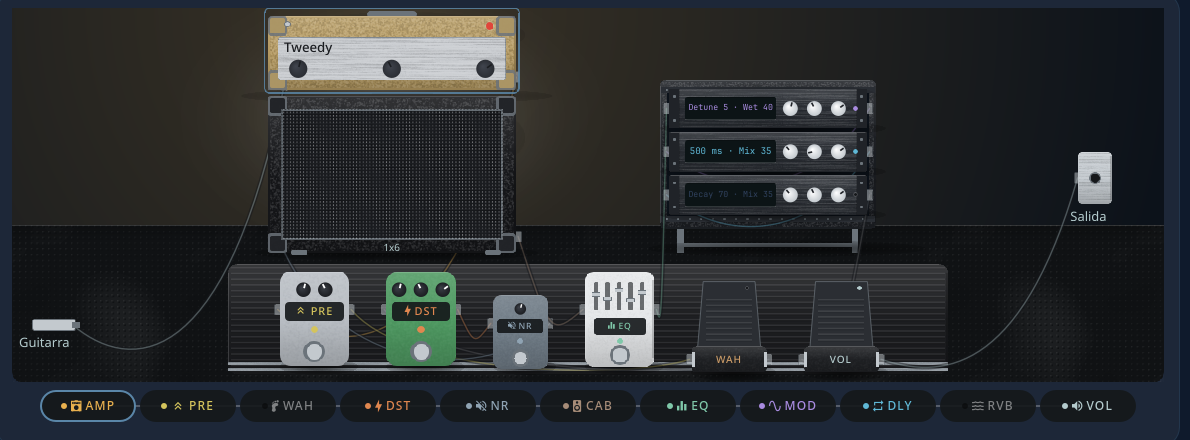 Tweedy
Detune 5 · Wet 40
500 ms · Mix 35
Decay 70 · Mix 35
Salida
1x6
PRE
DST
NR
EQ
WAH
VOL
Guitarra
AMP PRE WAH DST NR CAB EQ MOD DLY RVB VOL